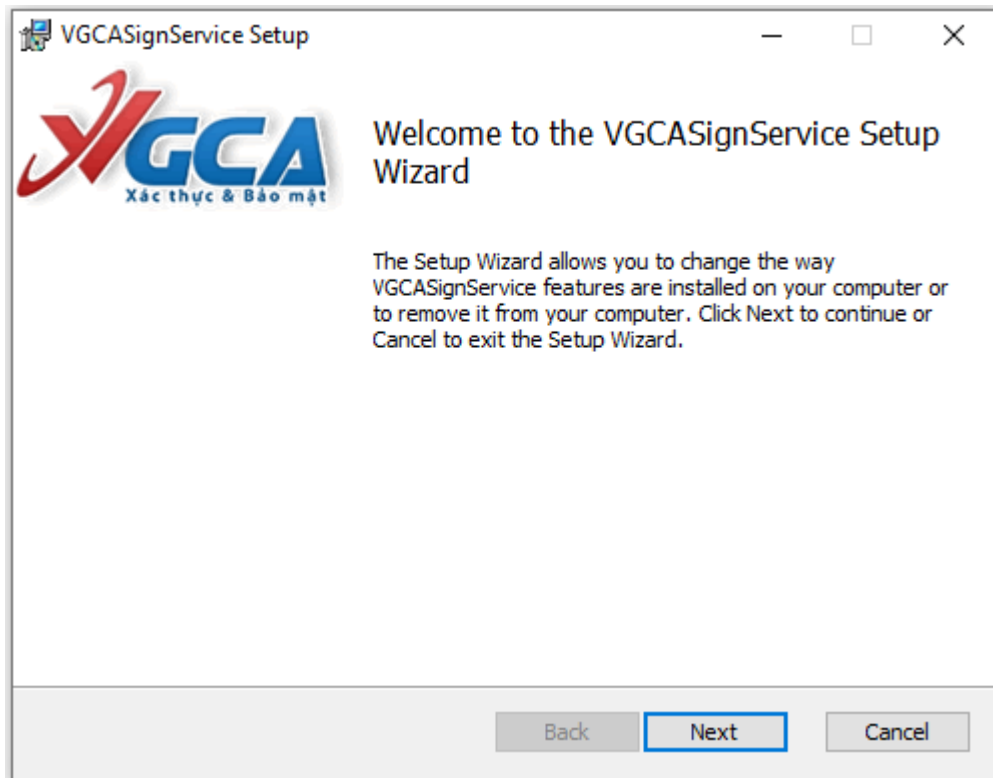 VGCASignService Setup
VGCA
Xác thực & Bảo mật
Welcome to the VGCASignService Setup
Wizard
The Setup Wizard allows you to change the way
VGCASignService features are installed on your computer or
to remove it from your computer. Click Next to continue or
Cancel to exit the Setup Wizard.
Back Next Cancel